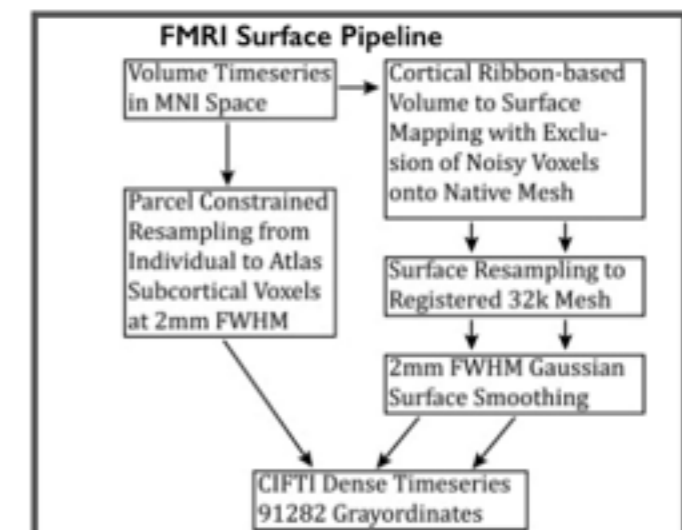 FMRI Surface Pipeline
Volume Timeseries
in MNI Space
Cortical Ribbon-based
Volume to Surface
Mapping with Exclu-
sion of Noisy Voxels
onto Native Mesh
Parcel Constrained
Resampling from
Individual to Atlas
Subcortical Voxels
at 2mm FWHM
Surface Resampling to
Registered 32k Mesh
2mm FWHM Gaussian
Surface Smoothing
CIFTI Dense Timeseries
91282 Grayordinates